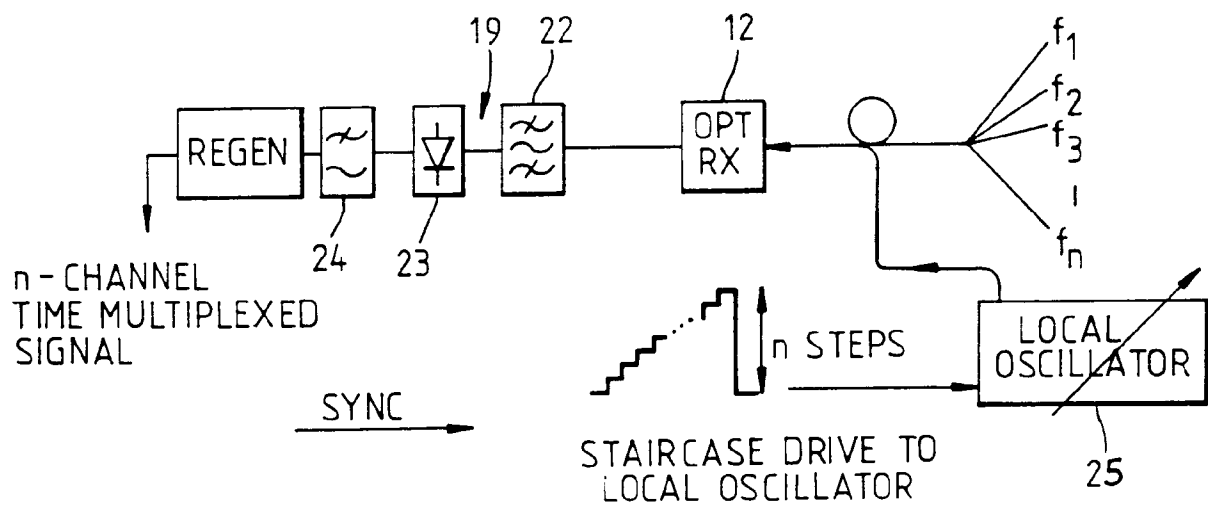 19
22
12
f1
f2
f3
fn
REGEN
OPT
RX
24
23
n-CHANNEL
TIME MULTIPLEXED
SIGNAL
n STEPS
LOCAL
OSCILLATOR
SYNC
STAIRCASE DRIVE TO
LOCAL OSCILLATOR
25